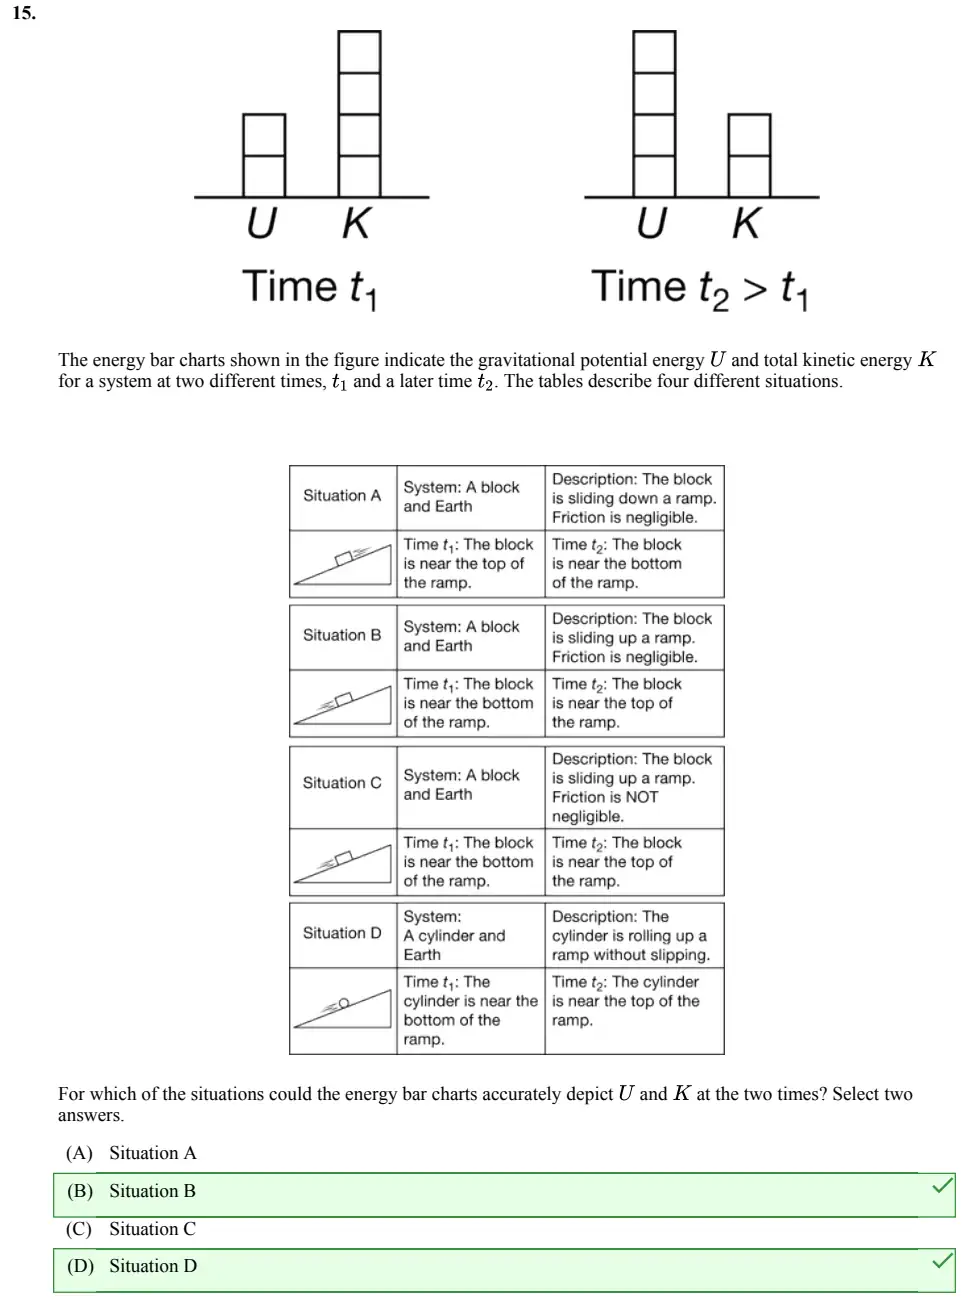 15.
U K
U K
Time t₁
Time t₂ > t₁
The energy bar charts shown in the figure indicate the gravitational potential energy U and total kinetic energy K
for a system at two different times, t₁ and a later time t₂. The tables describe four different situations.
Situation A
System: A block
and Earth
Description: The block
is sliding down a ramp.
Friction is negligible.
Time t₁: The block
is near the top of
the ramp.
Time t₂: The block
is near the bottom
of the ramp.
Situation B
System: A block
and Earth
Description: The block
is sliding up a ramp.
Friction is negligible.
Time t₁: The block
is near the bottom
of the ramp.
Time t₂: The block
is near the top of
the ramp.
Situation C
System: A block
and Earth
Description: The block
is sliding up a ramp.
Friction is NOT
negligible.
Time t₁: The block
is near the bottom
of the ramp.
Time t₂: The block
is near the top of
the ramp.
Situation D
System:
A cylinder and
Earth
Description: The
cylinder is rolling up a
ramp without slipping.
Time t₁: The
cylinder is near the
bottom of the
ramp.
Time t₂: The cylinder
is near the top of the
ramp.
For which of the situations could the energy bar charts accurately depict U and K at the two times? Select two
answers.
(A) Situation A
(B) Situation B
(C) Situation C
(D) Situation D